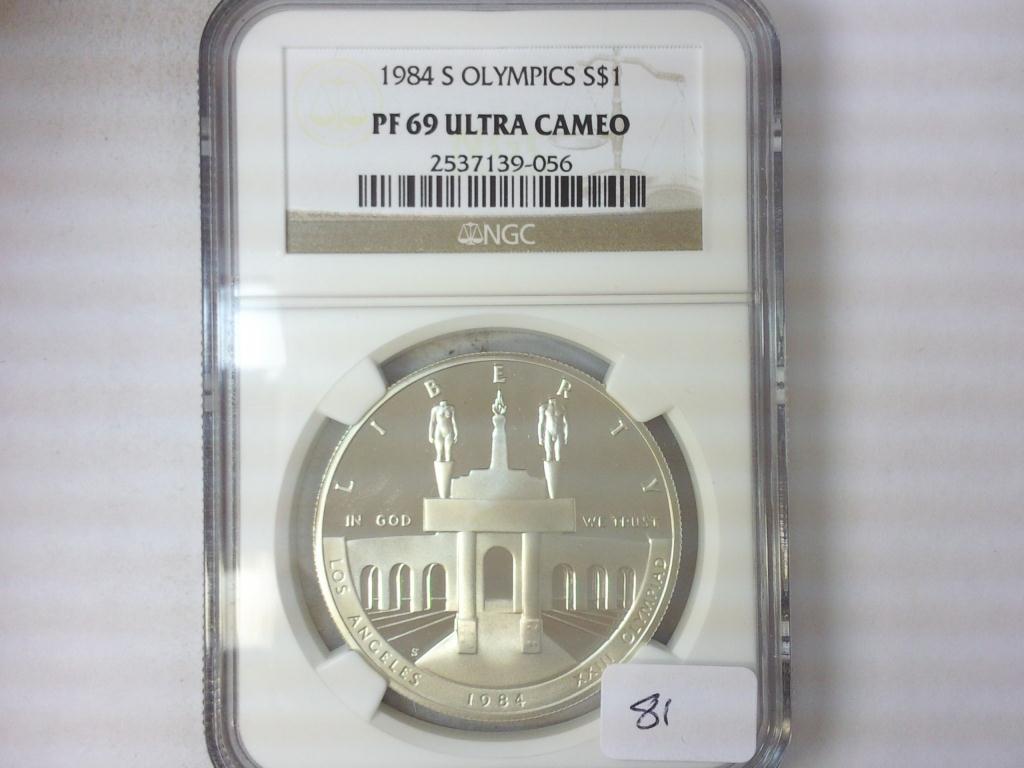 1984 S OLYMPICS S$1
PF 69 ULTRA CAMEO
2537139-056
NGC
LIBERTY
IN GOD WE TRUST
LOS ANGELES XXIII OLYMPIAD
S
1984
81